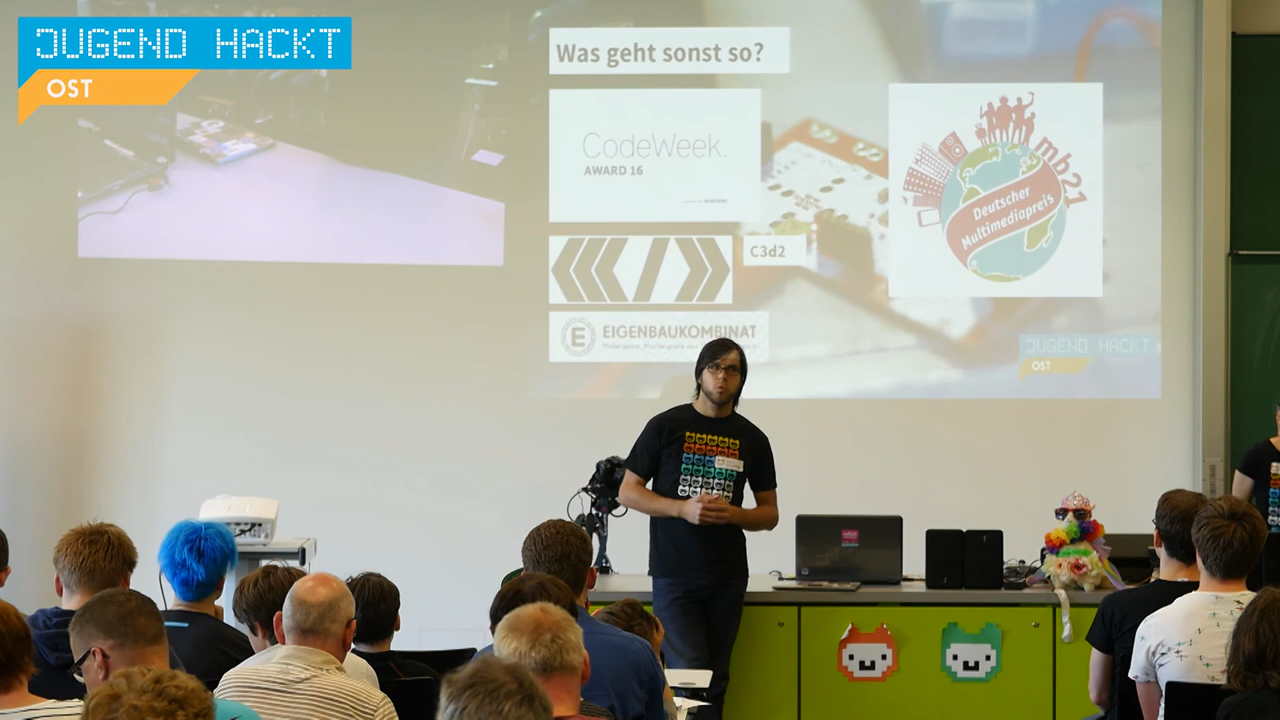 JUGEND HACKT
OST
Was geht sonst so?
CodeWeek.
AWARD 16
C3d2
EIGENBAUKOMBINAT
mb21
Deutscher
Multimediapreis
JUGEND HACKT
OST